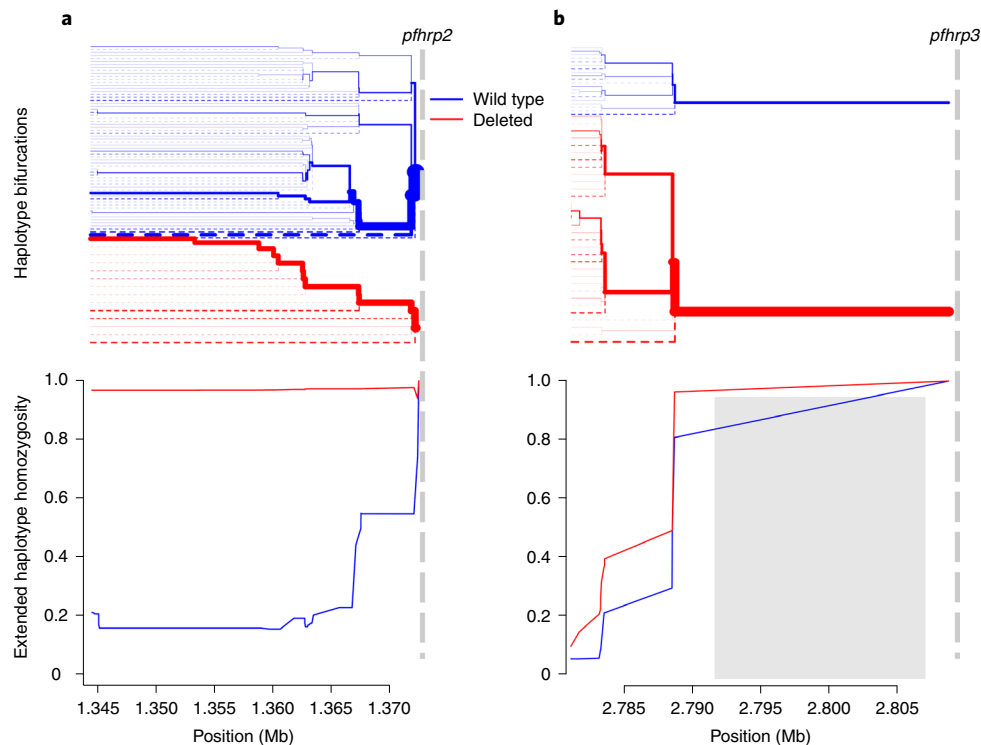 a
pfhrp2
b
pfhrp3
Wild type
Deleted
Haplotype bifurcations
Extended haplotype homozygosity
1.0
0.8
0.6
0.4
0.2
0
1.345 1.350 1.355 1.360 1.365 1.370
Position (Mb)
1.0
0.8
0.6
0.4
0.2
0
2.785 2.790 2.795 2.800 2.805
Position (Mb)